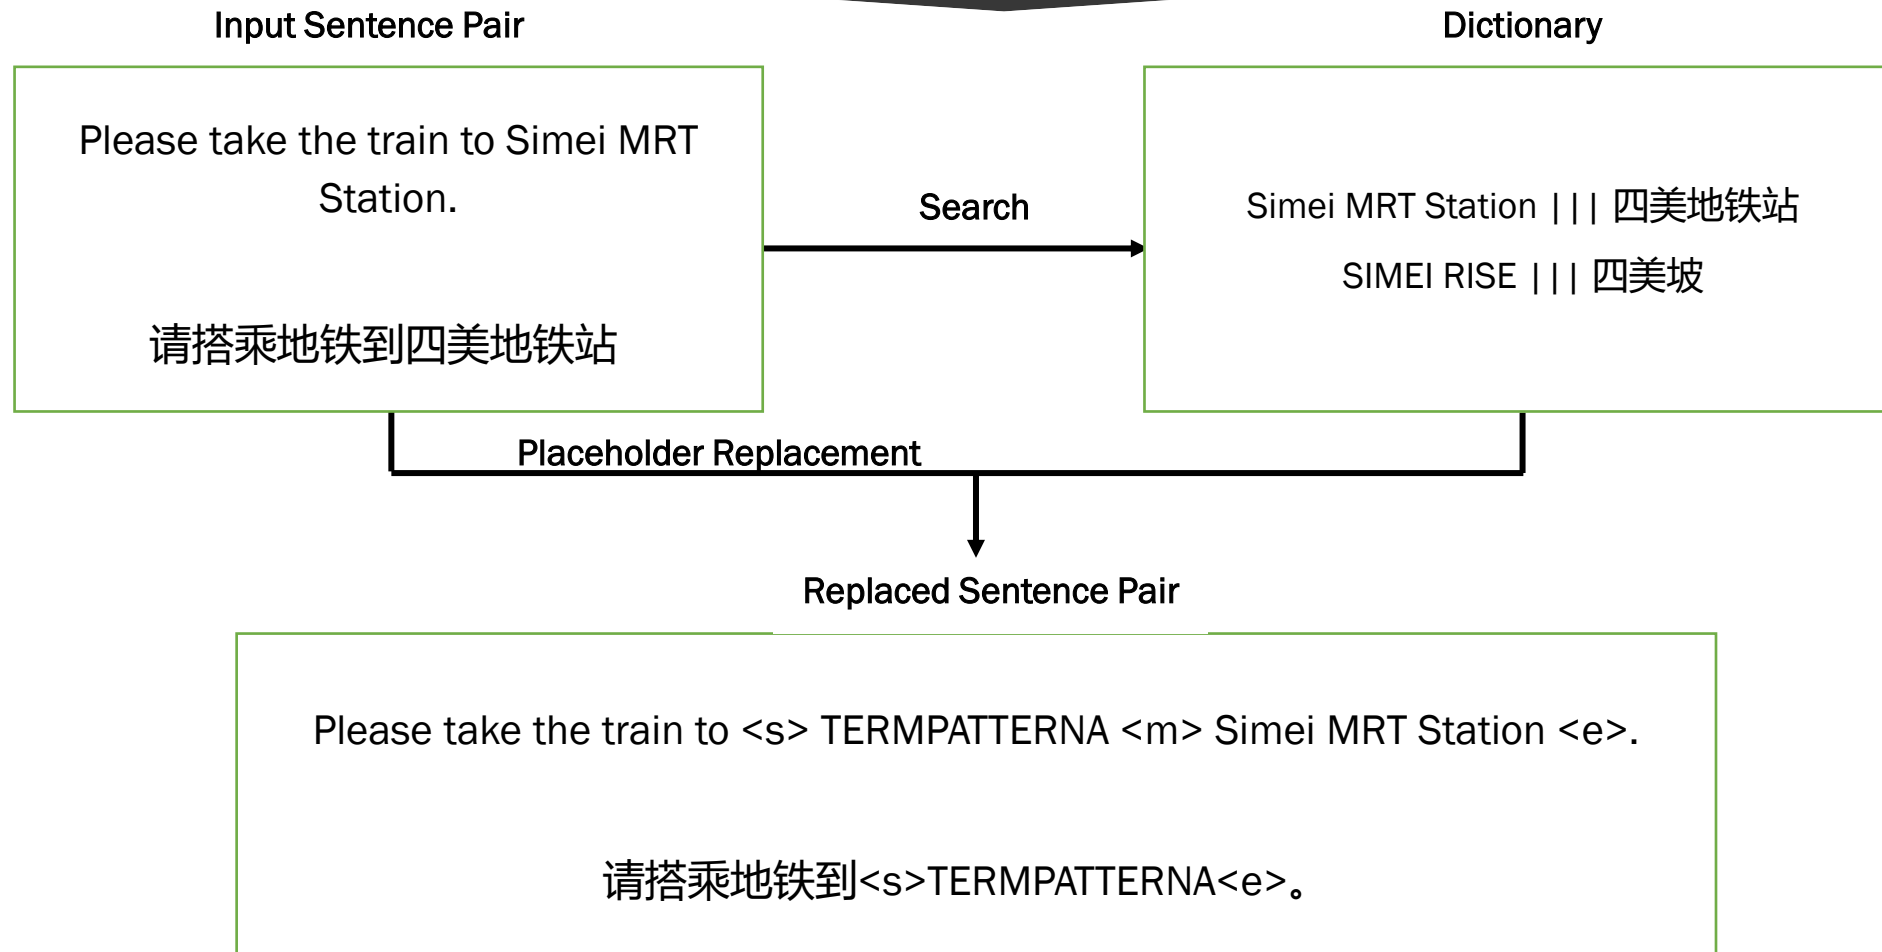 Input Sentence Pair
Dictionary
Please take the train to Simei MRT
Station.
请搭乘地铁到四美地铁站
Search
Simei MRT Station ||| 四美地铁站
SIMEI RISE ||| 四美坡
Placeholder Replacement
Replaced Sentence Pair
Please take the train to <s> TERMPATTERNA <m> Simei MRT Station <e>.
请搭乘地铁到<s>TERMPATTERNA<e>。